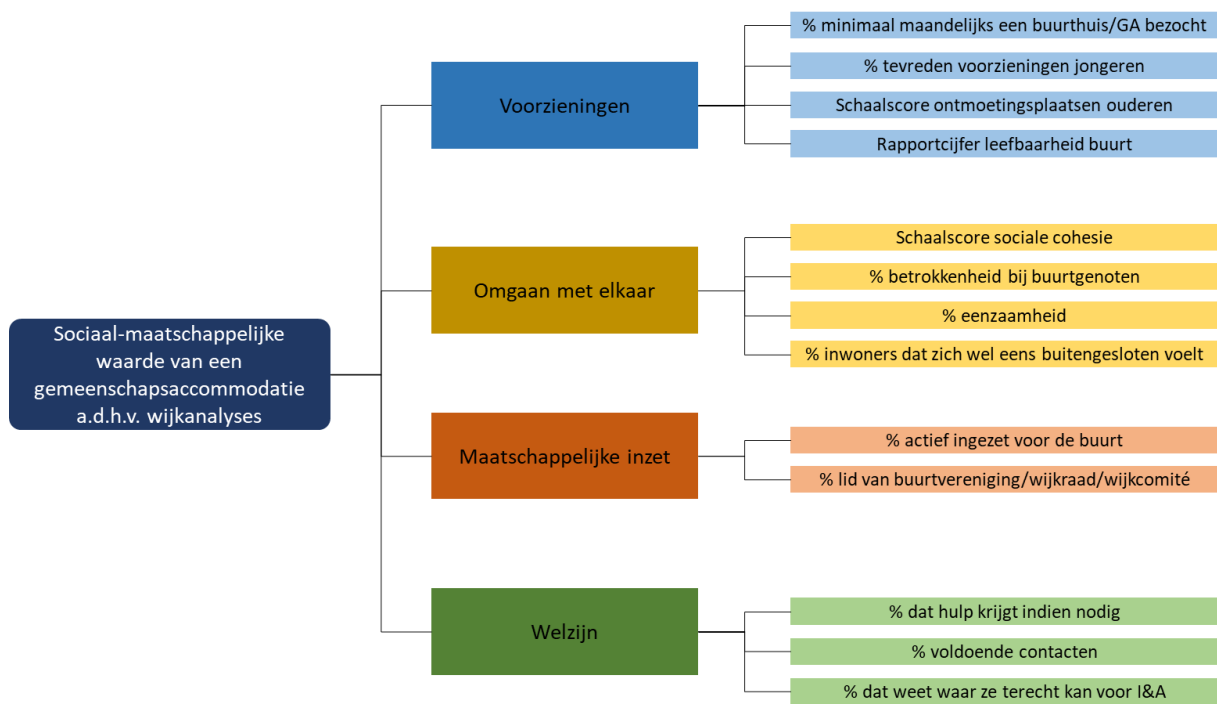 Sociaal-maatschappelijke
waarde van een
gemeenschapsaccommodatie
a.d.h.v. wijkanalyses
Voorzieningen
% minimaal maandelijks een buurthuis/GA bezocht
% tevreden voorzieningen jongeren
Schaalscore ontmoetingsplaatsen ouderen
Rapportcijfer leefbaarheid buurt
Omgaan met elkaar
Schaalscore sociale cohesie
% betrokkenheid bij buurtgenoten
% eenzaamheid
% inwoners dat zich wel eens buitengesloten voelt
Maatschappelijke inzet
% actief ingezet voor de buurt
% lid van buurtvereniging/wijkraad/wijkcomité
Welzijn
% dat hulp krijgt indien nodig
% voldoende contacten
% dat weet waar ze terecht kan voor I&A